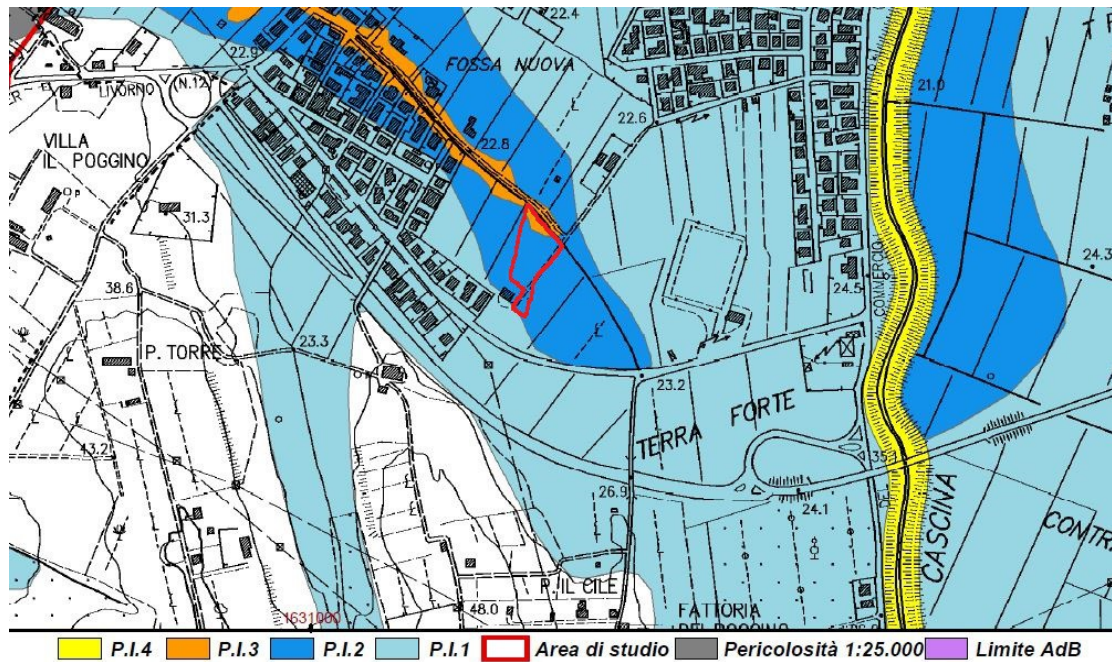 22.4
22.9
FOSSA NUOVA
LIVORNO
(N.12)
21.0
22.6
VILLA
IL POGGINO
22.8
31.3
24.3
COMMERCIO
24.5
38.6
P. TORRE
23.3
23.2
TERRA FORTE
43.2
35.1
26.9
24.1
DEL
CASCINA
CONTR
P. IL CILE
1631000
48.0
FATTORIA
DEL POGGINO
P.I.4 P.I.3 P.I.2 P.I.1 Area di studio Pericolosità 1:25.000 Limite AdB